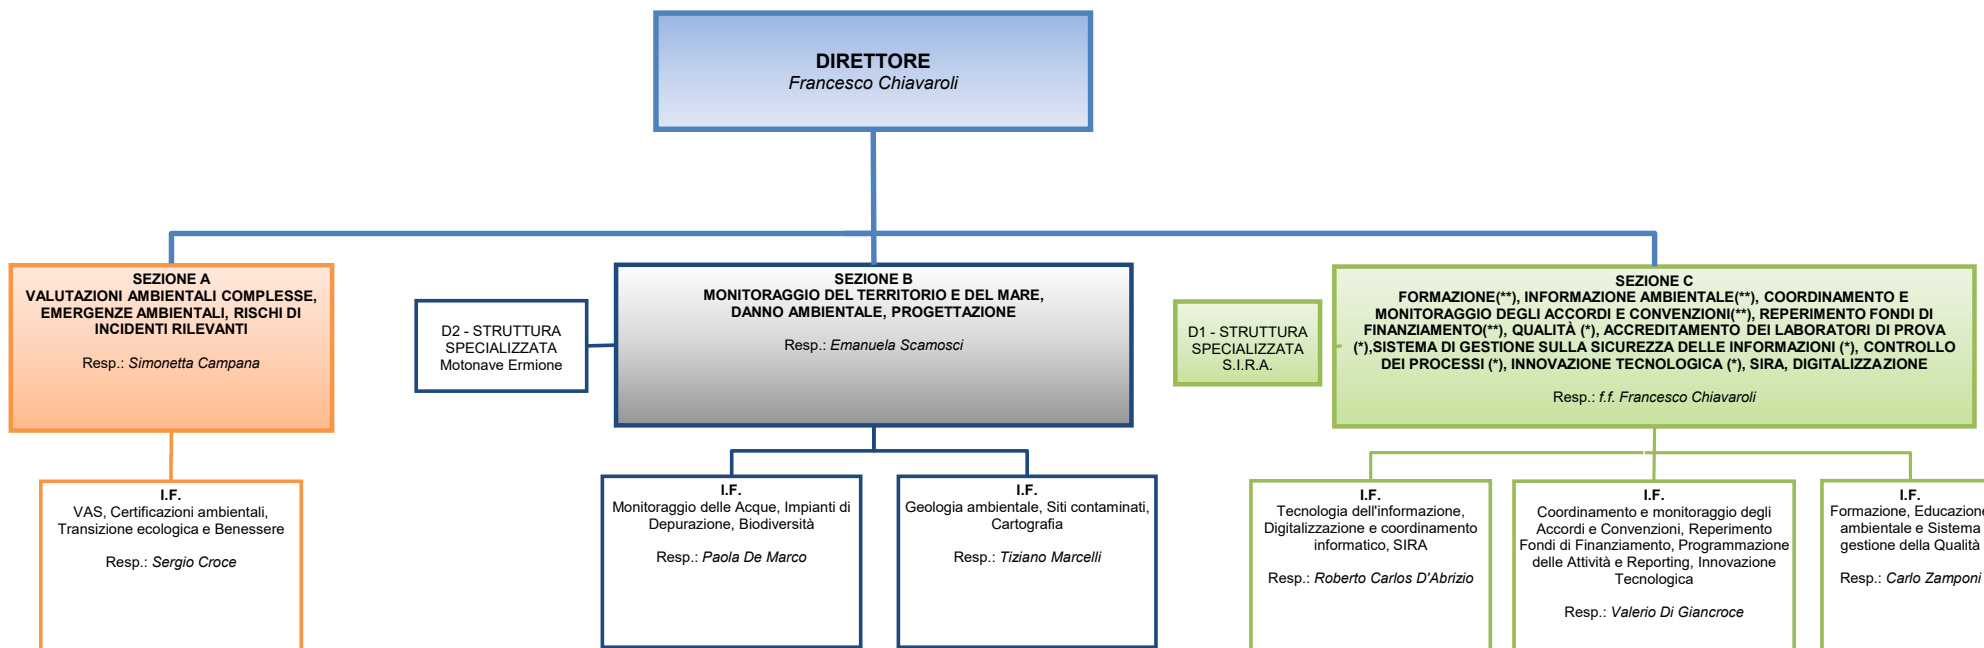 DIRETTORE
Francesco Chiavaroli
SEZIONE A
VALUTAZIONI AMBIENTALI COMPLESSE,
EMERGENZE AMBIENTALI, RISCHI DI
INCIDENTI RILEVANTI
Resp.: Simonetta Campana
D2 - STRUTTURA
SPECIALIZZATA
Motonave Ermione
SEZIONE B
MONITORAGGIO DEL TERRITORIO E DEL MARE,
DANNO AMBIENTALE, PROGETTAZIONE
Resp.: Emanuela Scamosci
D1 - STRUTTURA
SPECIALIZZATA
S.I.R.A.
SEZIONE C
FORMAZIONE(**), INFORMAZIONE AMBIENTALE(**), COORDINAMENTO E
MONITORAGGIO DEGLI ACCORDI E CONVENZIONI(**), REPERIMENTO FONDI DI
FINANZIAMENTO(**), QUALITÀ (*), ACCREDITAMENTO DEI LABORATORI DI PROVA
(*),SISTEMA DI GESTIONE SULLA SICUREZZA DELLE INFORMAZIONI (*), CONTROLLO
DEI PROCESSI (*), INNOVAZIONE TECNOLOGICA (*), SIRA, DIGITALIZZAZIONE
Resp.: f.f. Francesco Chiavaroli
I.F.
VAS, Certificazioni ambientali,
Transizione ecologica e Benessere
Resp.: Sergio Croce
I.F.
Monitoraggio delle Acque, Impianti di
Depurazione, Biodiversità
Resp.: Paola De Marco
I.F.
Geologia ambientale, Siti contaminati,
Cartografia
Resp.: Tiziano Marcelli
I.F.
Tecnologia dell'informazione,
Digitalizzazione e coordinamento
informatico, SIRA
Resp.: Roberto Carlos D'Abrizio
I.F.
Coordinamento e monitoraggio degli
Accordi e Convenzioni, Reperimento
Fondi di Finanziamento, Programmazione
delle Attività e Reporting, Innovazione
Tecnologica
Resp.: Valerio Di Giancroce
I.F.
Formazione, Educazione
ambientale e Sistema
gestione della Qualità
Resp.: Carlo Zamponi